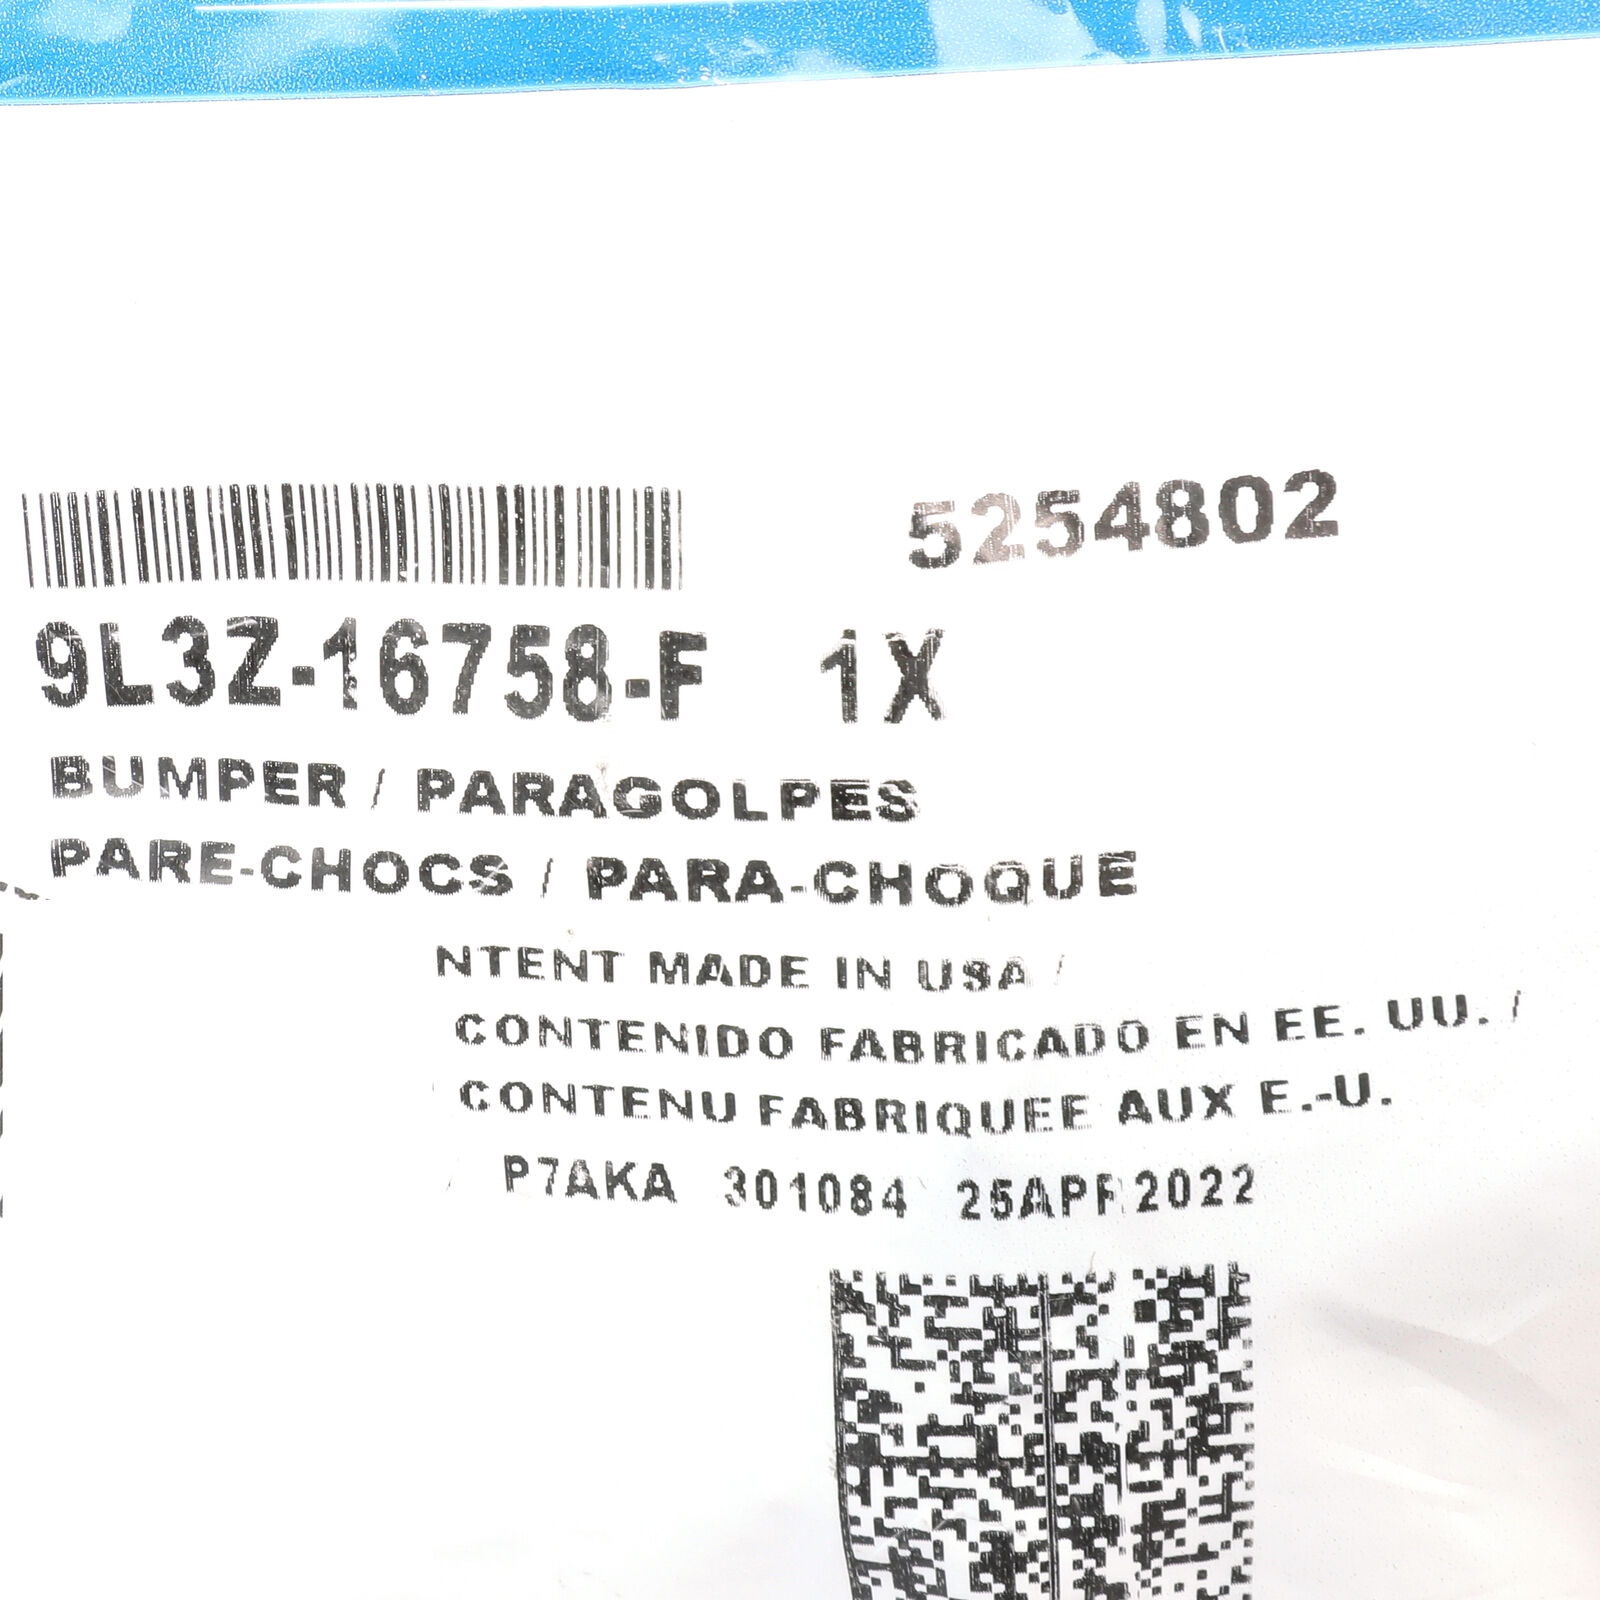 5254802
9L3Z-16758-F 1X
BUMPER / PARAGOLPES
PARE-CHOCS / PARA-CHOQUE
NTENT MADE IN USA /
CONTENIDO FABRICADO EN EE. UU. /
CONTENU FABRIQUEE AUX E.-U.
P7AKA 301084 25APR2022